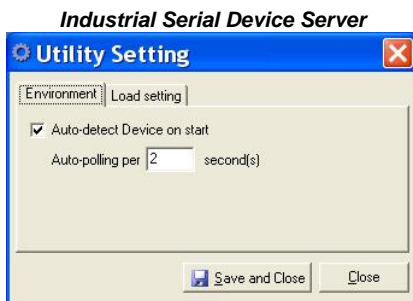 Industrial Serial Device Server
Utility Setting
Environment Load setting
Auto-detect Device on start
Auto-polling per 2 second(s)
Save and Close Close